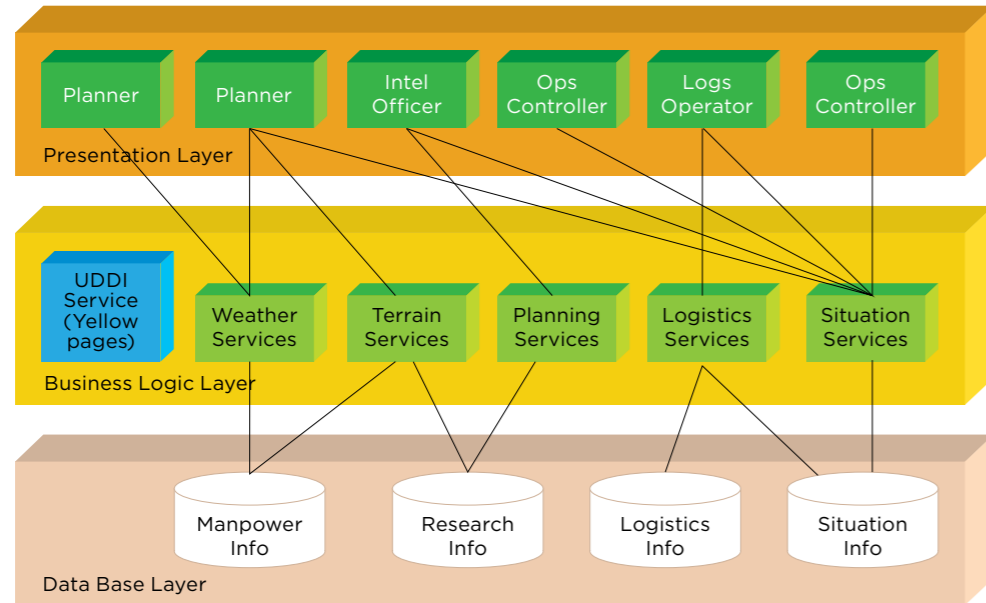 Planner
Planner
Intel
Officer
Ops
Controller
Logs
Operator
Ops
Controller
Presentation Layer
UDDI
Service
(Yellow
pages)
Weather
Services
Terrain
Services
Planning
Services
Logistics
Services
Situation
Services
Business Logic Layer
Manpower
Info
Research
Info
Logistics
Info
Situation
Info
Data Base Layer